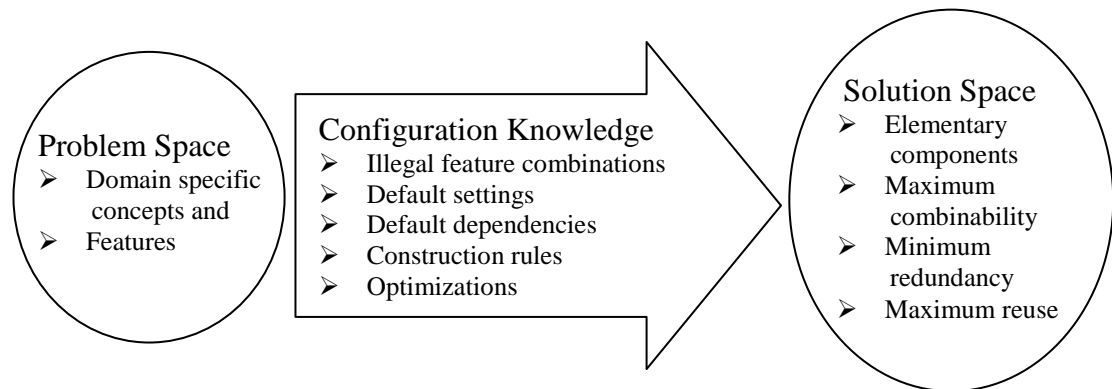 Problem Space
➢ Domain specific
concepts and
➢ Features
Configuration Knowledge
➢ Illegal feature combinations
➢ Default settings
➢ Default dependencies
➢ Construction rules
➢ Optimizations
Solution Space
➢ Elementary
components
➢ Maximum
combinability
➢ Minimum
redundancy
➢ Maximum reuse